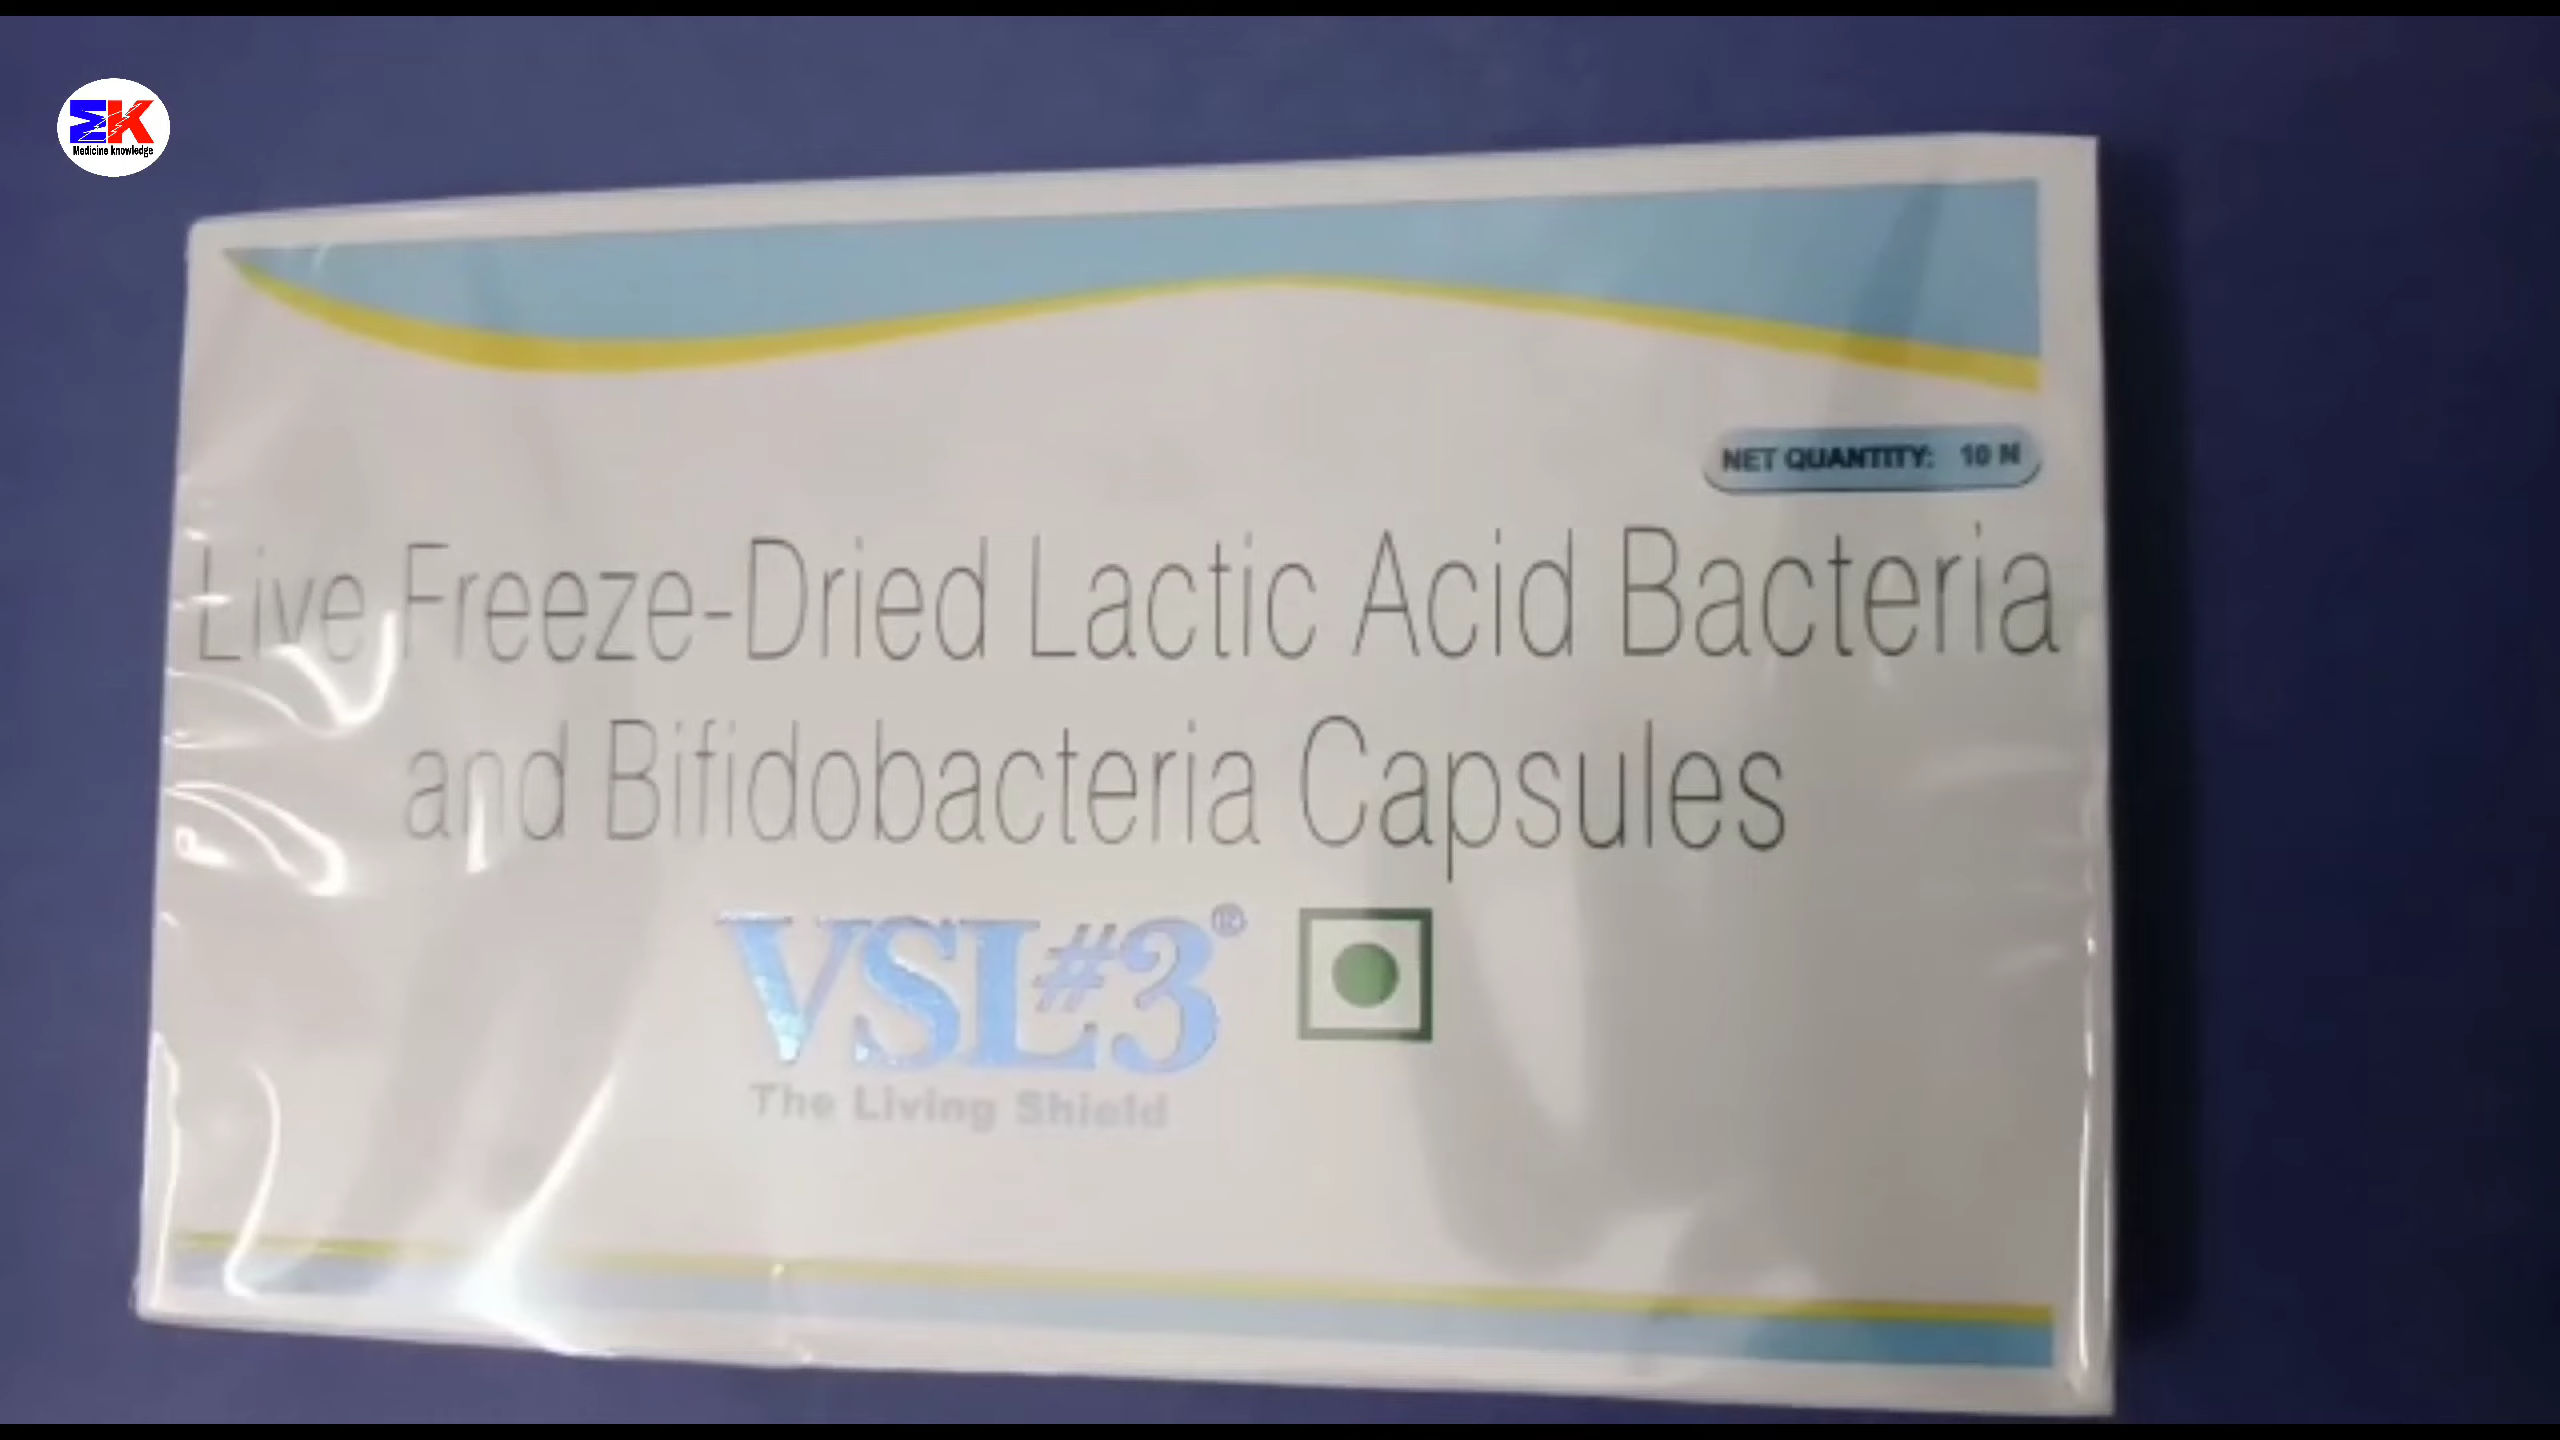 MK
Medicine knowledge
NET QUANTITY: 10 N
Live Freeze-Dried Lactic Acid Bacteria
and Bifidobacteria Capsules
VSL#3®
The Living Shield